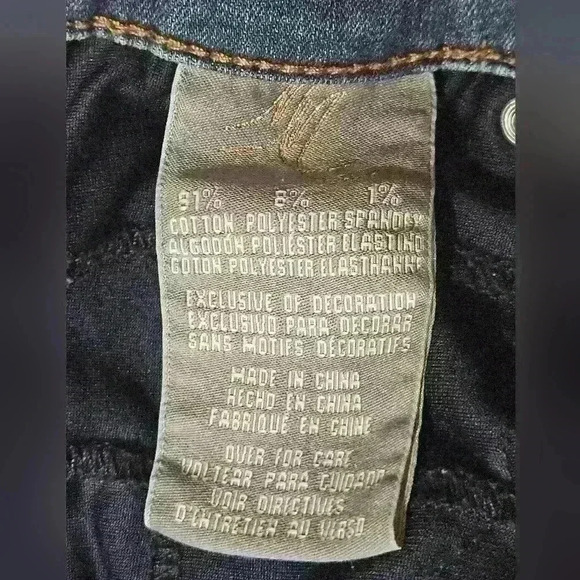 91% 8% 1%
COTTON POLYESTER SPANDEX
ALGODON POLIESTER ELASTINO
COTON POLYESTER ELASTHANNE
EXCLUSIVE OF DECORATION
EXCLUSIVO PARA DECORAR
SANS MOTIFS DÉCORATIFS
MADE IN CHINA
HECHO EN CHINA
FABRIQUÉ EN CHINE
OVER FOR CARE
VOLTEAR PARA CUIDADO
VOIR DIRECTIVES
D'ENTRETIEN AU VERSO